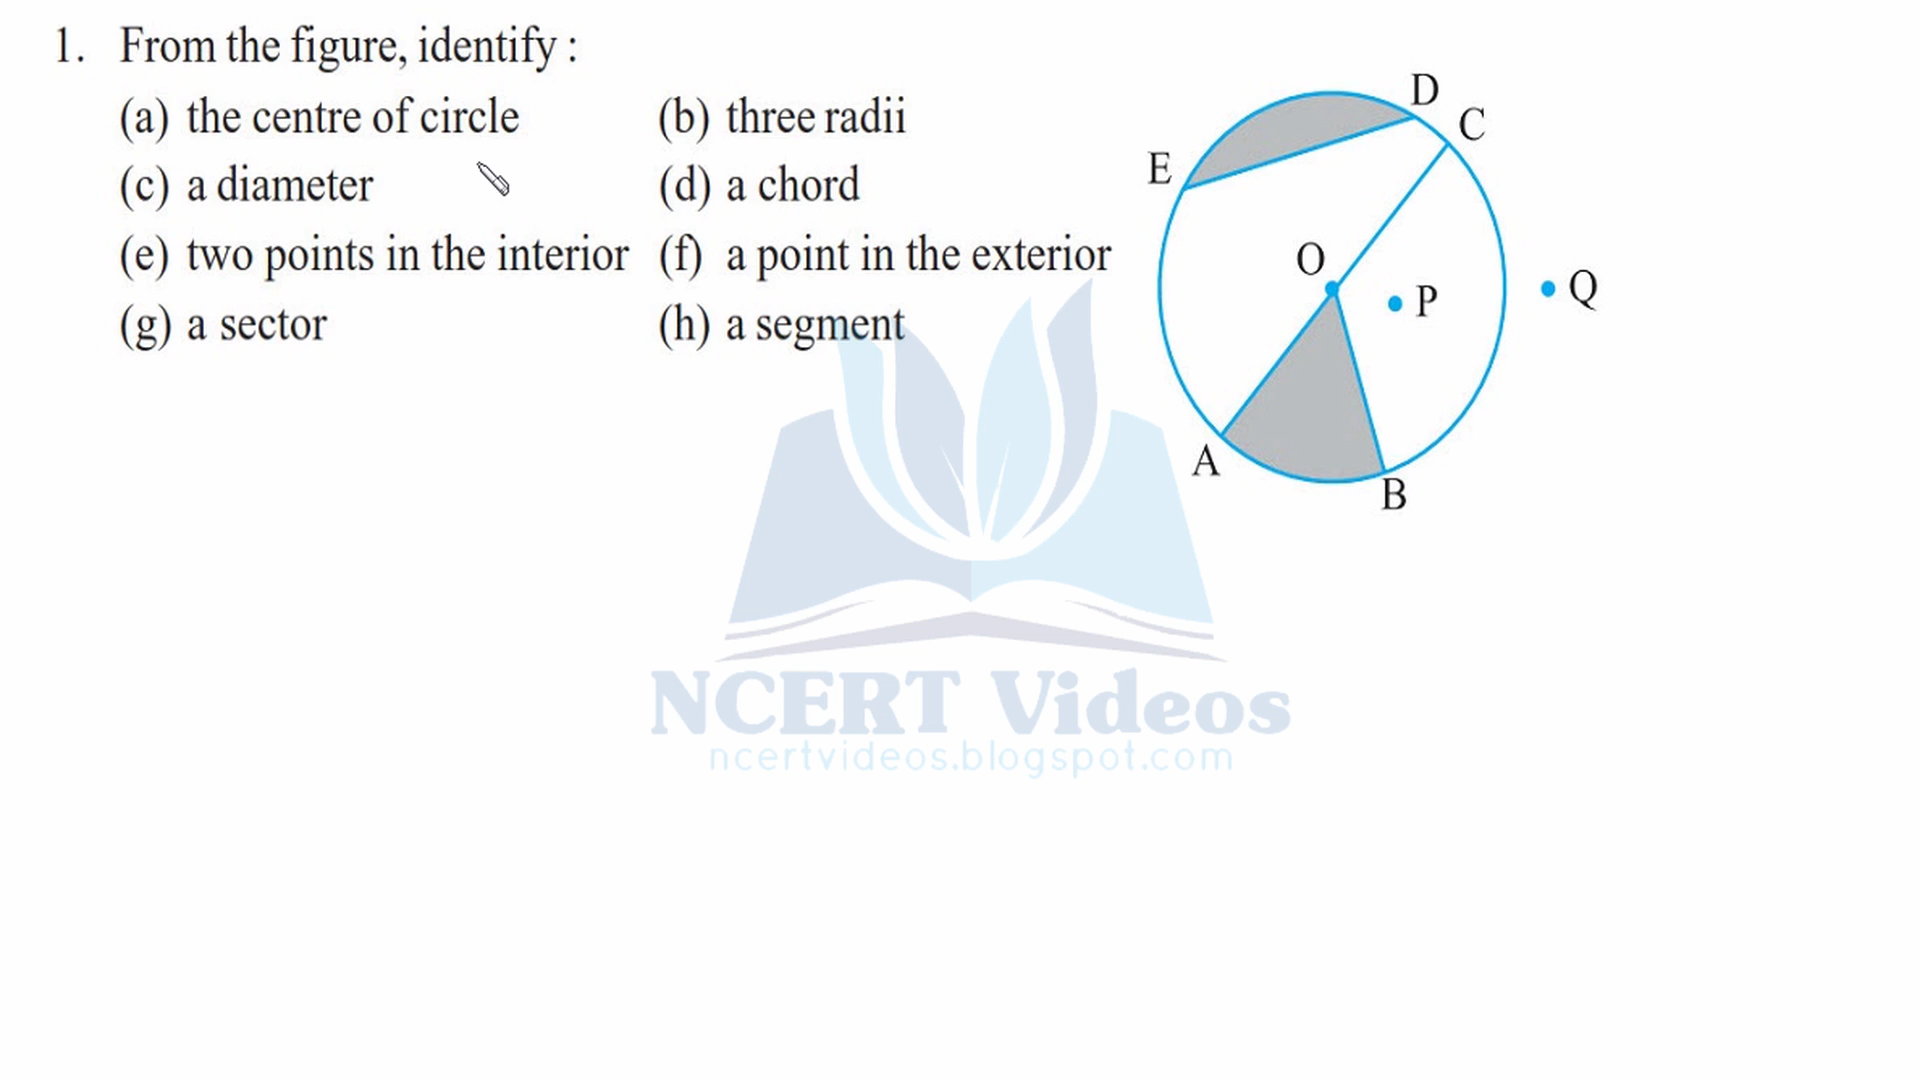 1. From the figure, identify :
(a) the centre of circle (b) three radii
(c) a diameter (d) a chord
(e) two points in the interior (f) a point in the exterior
(g) a sector (h) a segment
D
C
E
O
P
Q
A
B
NCERT Videos
ncertvideos.blogspot.com